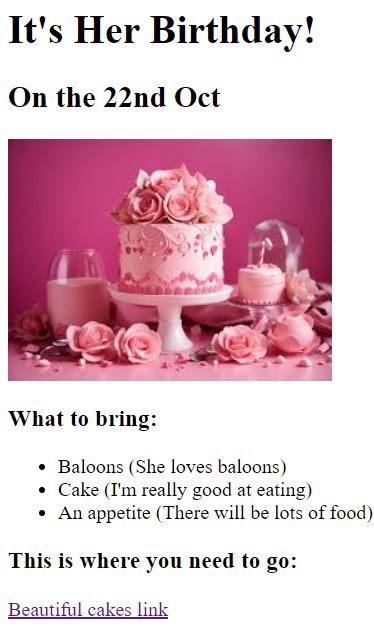 It's Her Birthday!
On the 22nd Oct
What to bring:
Baloons (She loves baloons)
Cake (I'm really good at eating)
An appetite (There will be lots of food)
This is where you need to go:
Beautiful cakes link